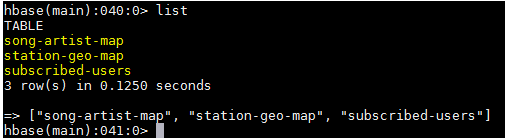 hbase(main):040:0> list
TABLE
song-artist-map
station-geo-map
subscribed-users
3 row(s) in 0.1250 seconds
=> ["song-artist-map", "station-geo-map", "subscribed-users"]
hbase(main):041:0>